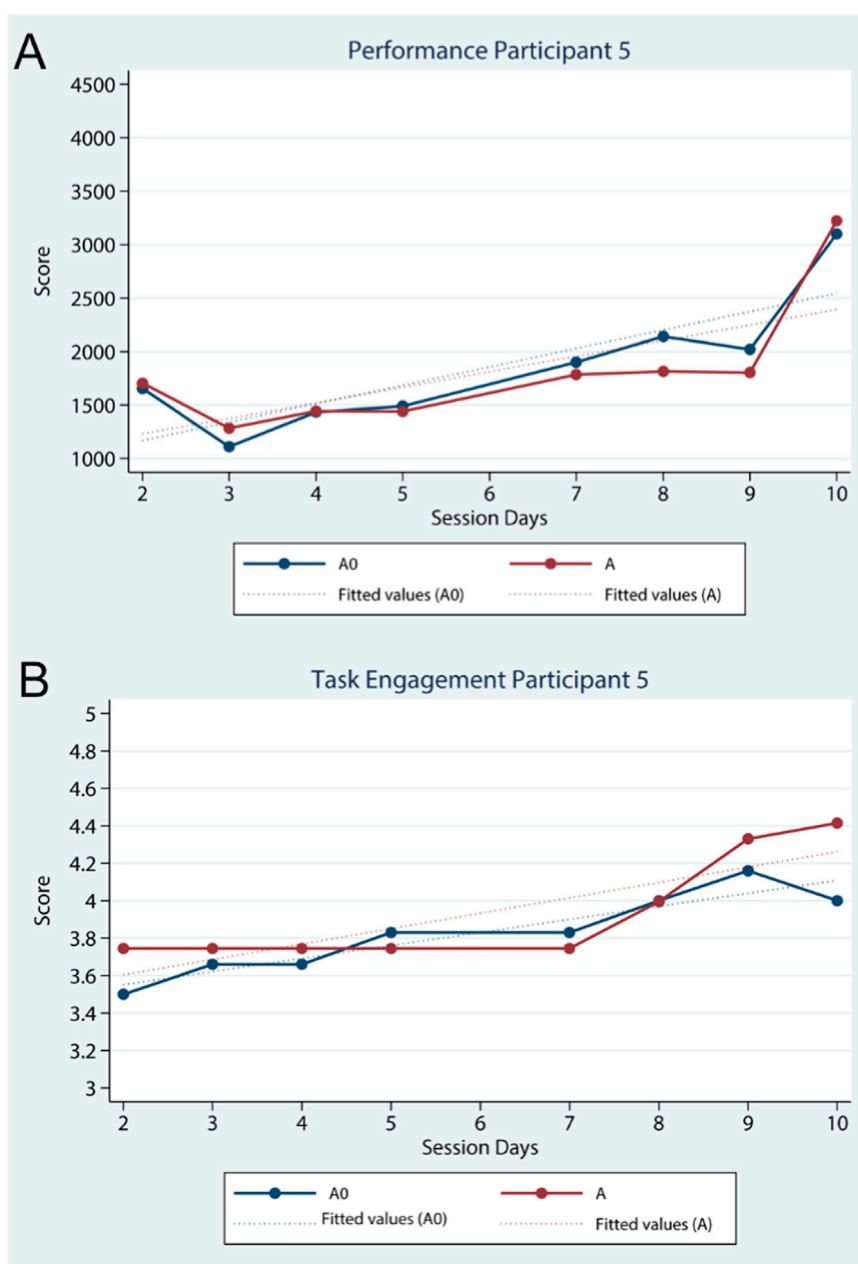 A
Performance Participant 5
4500
4000
3500
3000
2500
2000
1500
1000
Score
2 3 4 5 6 7 8 9 10
Session Days
A0 A
Fitted values (A0) Fitted values (A)
B
Task Engagement Participant 5
5
4.8
4.6
4.4
4.2
4
3.8
3.6
3.4
3.2
3
Score
2 3 4 5 6 7 8 9 10
Session Days
A0 A
Fitted values (A0) Fitted values (A)